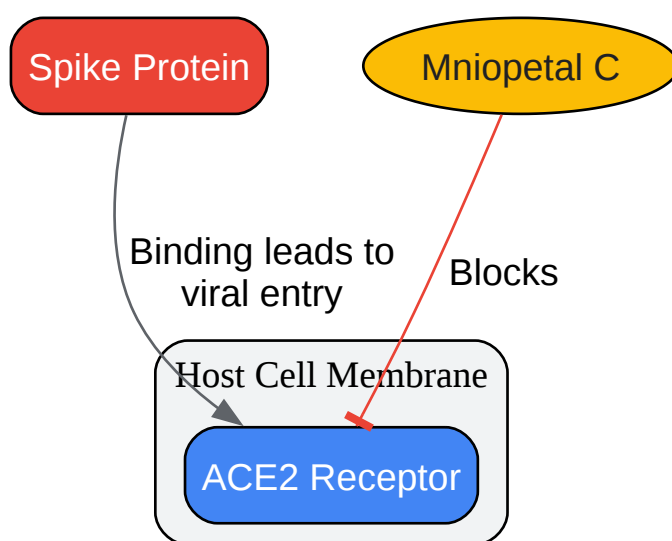 Spike Protein
Mniopetal C
Binding leads to
viral entry
Blocks
Host Cell Membrane
ACE2 Receptor